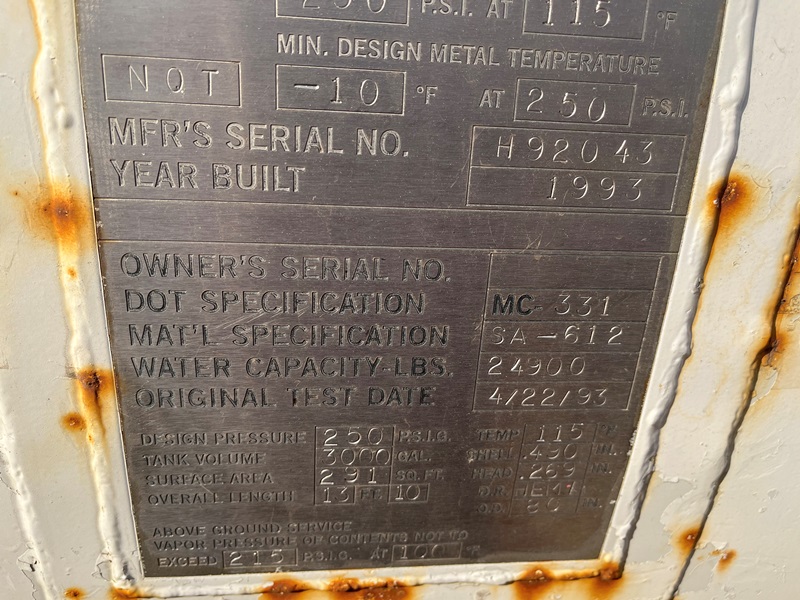 250 P.S.I. AT 115 °F
MIN. DESIGN METAL TEMPERATURE
NQT -10 °F AT 250 P.S.I.
MFR'S SERIAL NO. H92043
YEAR BUILT 1993
OWNER'S SERIAL NO.
DOT SPECIFICATION MC-331
MAT'L SPECIFICATION SA-612
WATER CAPACITY-LBS. 24900
ORIGINAL TEST DATE 4/22/93
DESIGN PRESSURE 250 P.S.I.G. TEMP. 115 °F
TANK VOLUME 3000 GAL. SHELL .490 IN.
SURFACE AREA 291 SQ. FT. HEAD .269 IN.
OVERALL LENGTH 13 FT. 10
O.D. 80
ABOVE GROUND SERVICE
VAPOR PRESSURE OF CONTENTS NOT TO
EXCEED 215 P.S.I.G. AT 100 °F